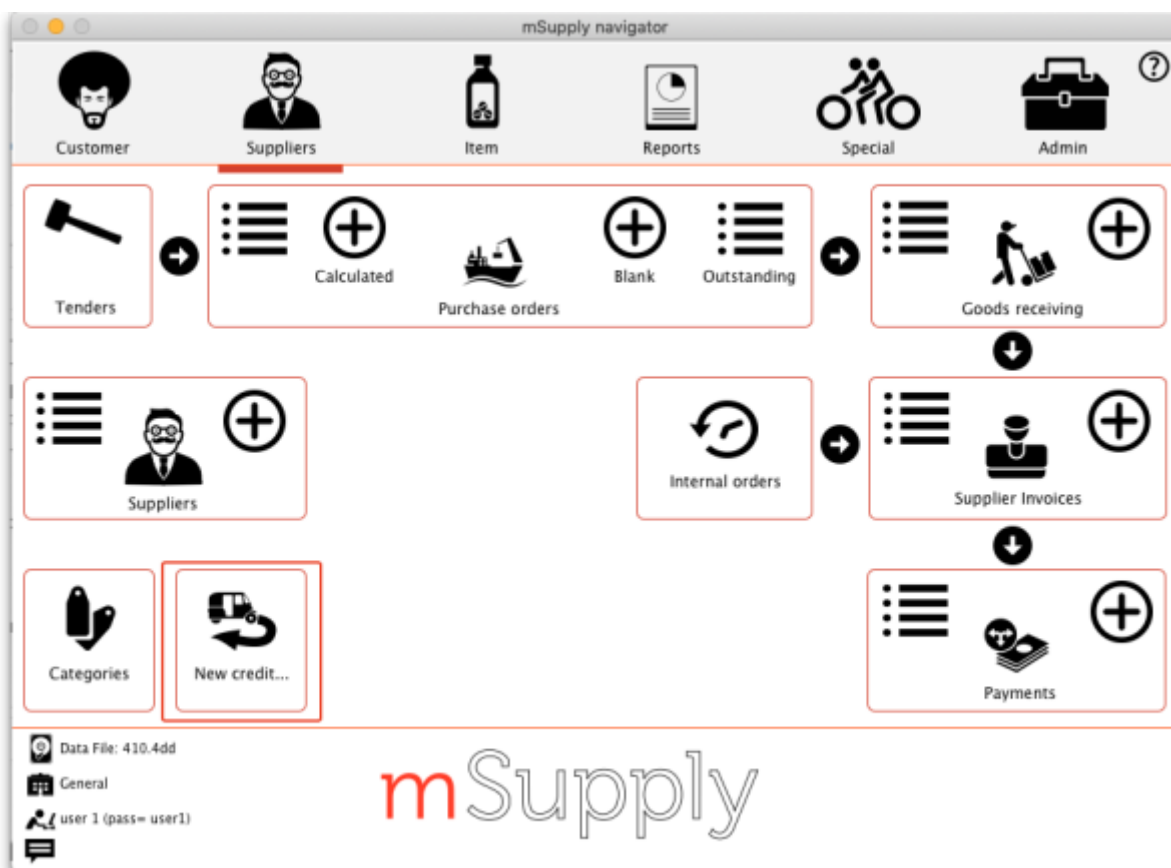 mSupply navigator
?
Customer
Suppliers
Item
Reports
Special
Admin
Calculated
Blank
Outstanding
Tenders
Purchase orders
Goods receiving
Suppliers
Internal orders
Supplier Invoices
Categories
New credit...
Payments
Data File: 410.4dd
General
user 1 (pass= user1)
mSupply